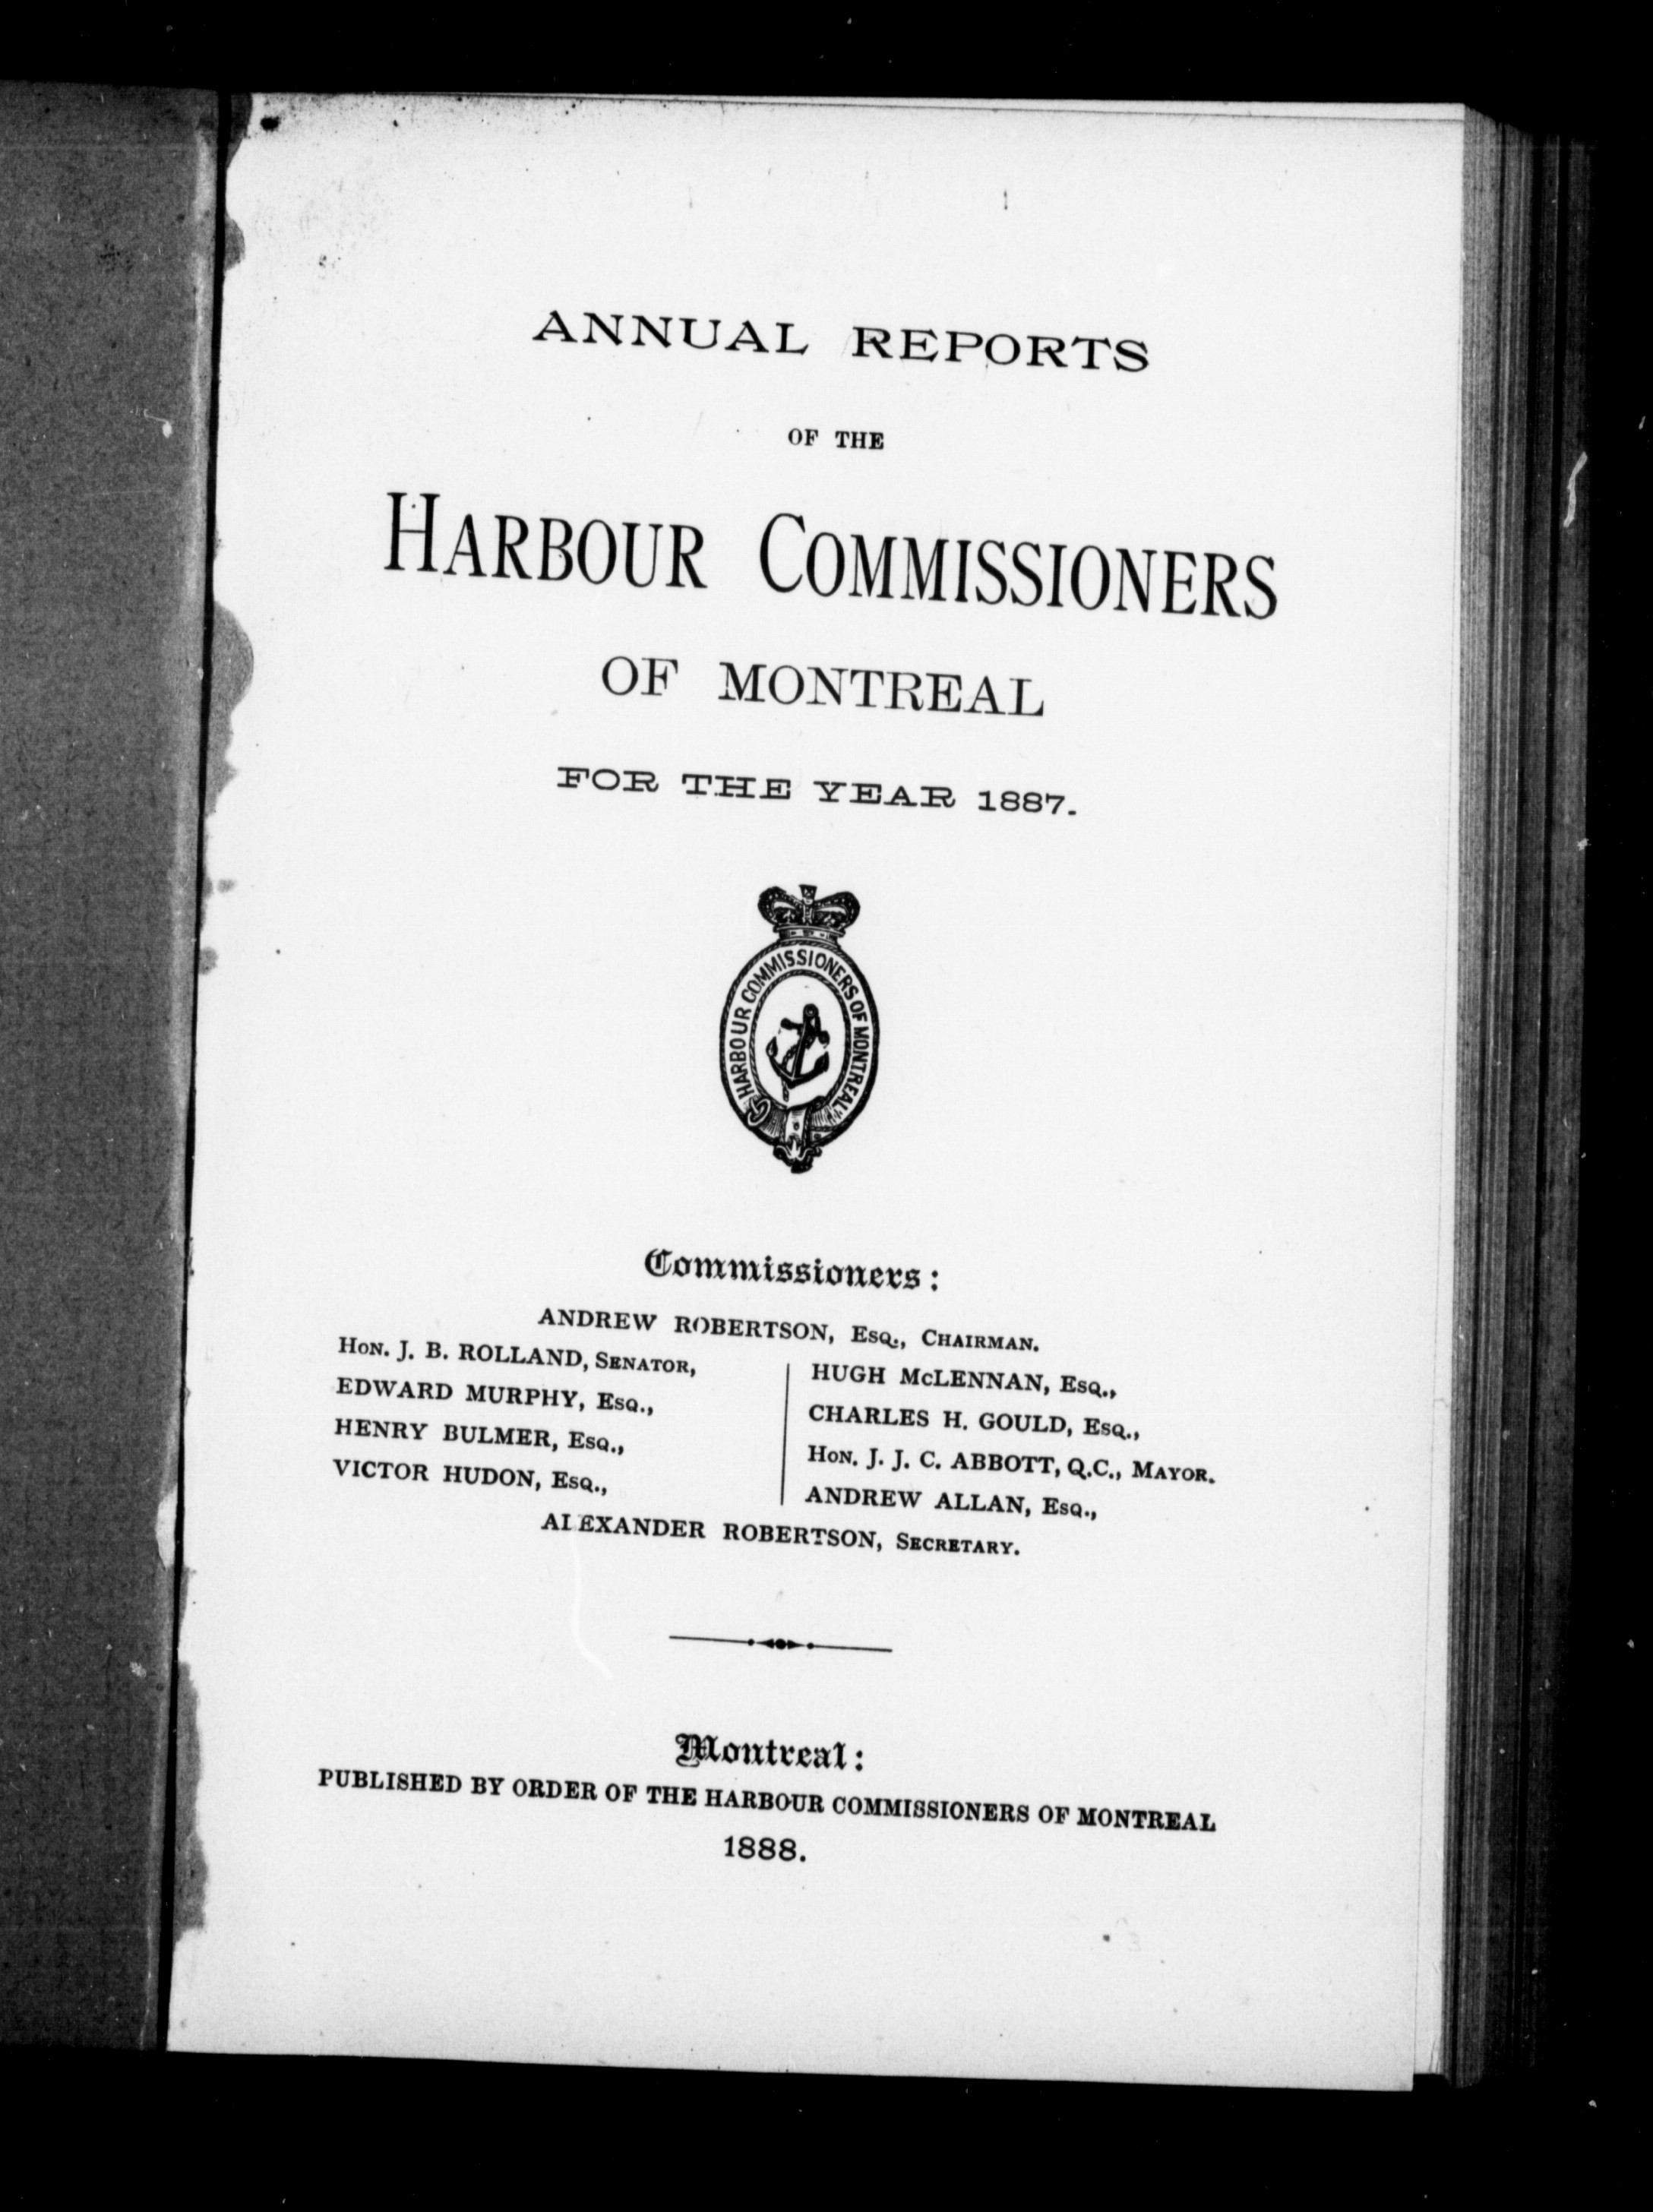 ANNUAL REPORTS
OF THE
HARBOUR COMMISSIONERS
OF MONTREAL
FOR THE YEAR 1887.
HARBOUR COMMISSIONERS OF MONTREAL
Commissioners:
ANDREW ROBERTSON, ESQ., CHAIRMAN.
HON. J. B. ROLLAND, SENATOR,
EDWARD MURPHY, ESQ.,
HENRY BULMER, ESQ.,
VICTOR HUDON, ESQ.,
HUGH McLENNAN, ESQ.,
CHARLES H. GOULD, ESQ.,
HON. J. J. C. ABBOTT, Q.C., MAYOR.
ANDREW ALLAN, ESQ.,
ALEXANDER ROBERTSON, SECRETARY.
Montreal:
PUBLISHED BY ORDER OF THE HARBOUR COMMISSIONERS OF MONTREAL
1888.